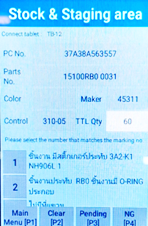 Stock & Staging area
Connect tablet : TB-12
PC No. 37A38A563557
Parts No. 15100RB0 0031
Color Maker 45311
Control 310-05 TTL Qty 60
Please select the number that matches the marking no
1 ชิ้นงาน มีสติ๊กเกอร์ประทับ 3A2-K1 NH906L 1
2 ชิ้นงานประทับ RB0 ชิ้นงานมี O-RING ประกอบ
Main Menu [P1] Clear [P2] Pending [P3] NG [P4]